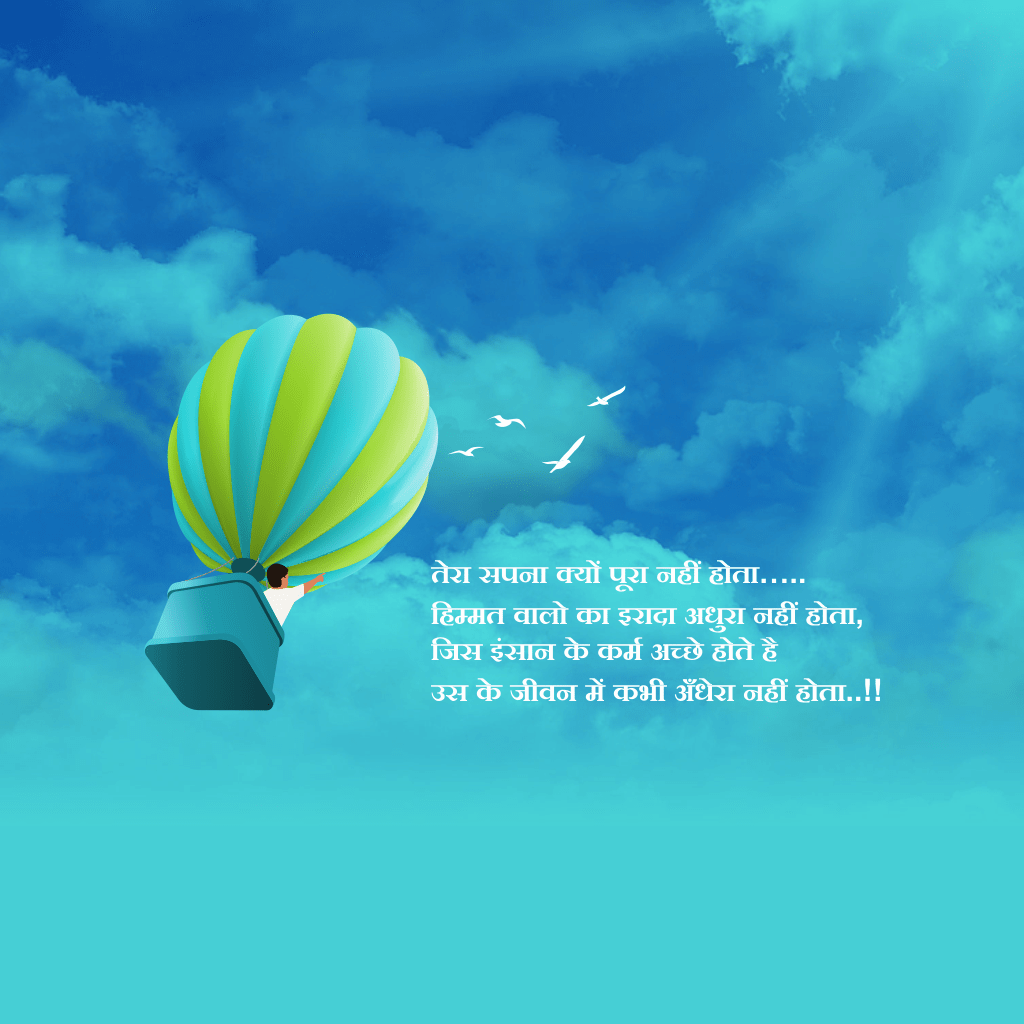 तेरा सपना क्यों पूरा नहीं होता.....
हिम्मत वालो का इरादा अधुरा नहीं होता,
जिस इंसान के कर्म अच्छे होते है
उस के जीवन में कभी अँधेरा नहीं होता..!!